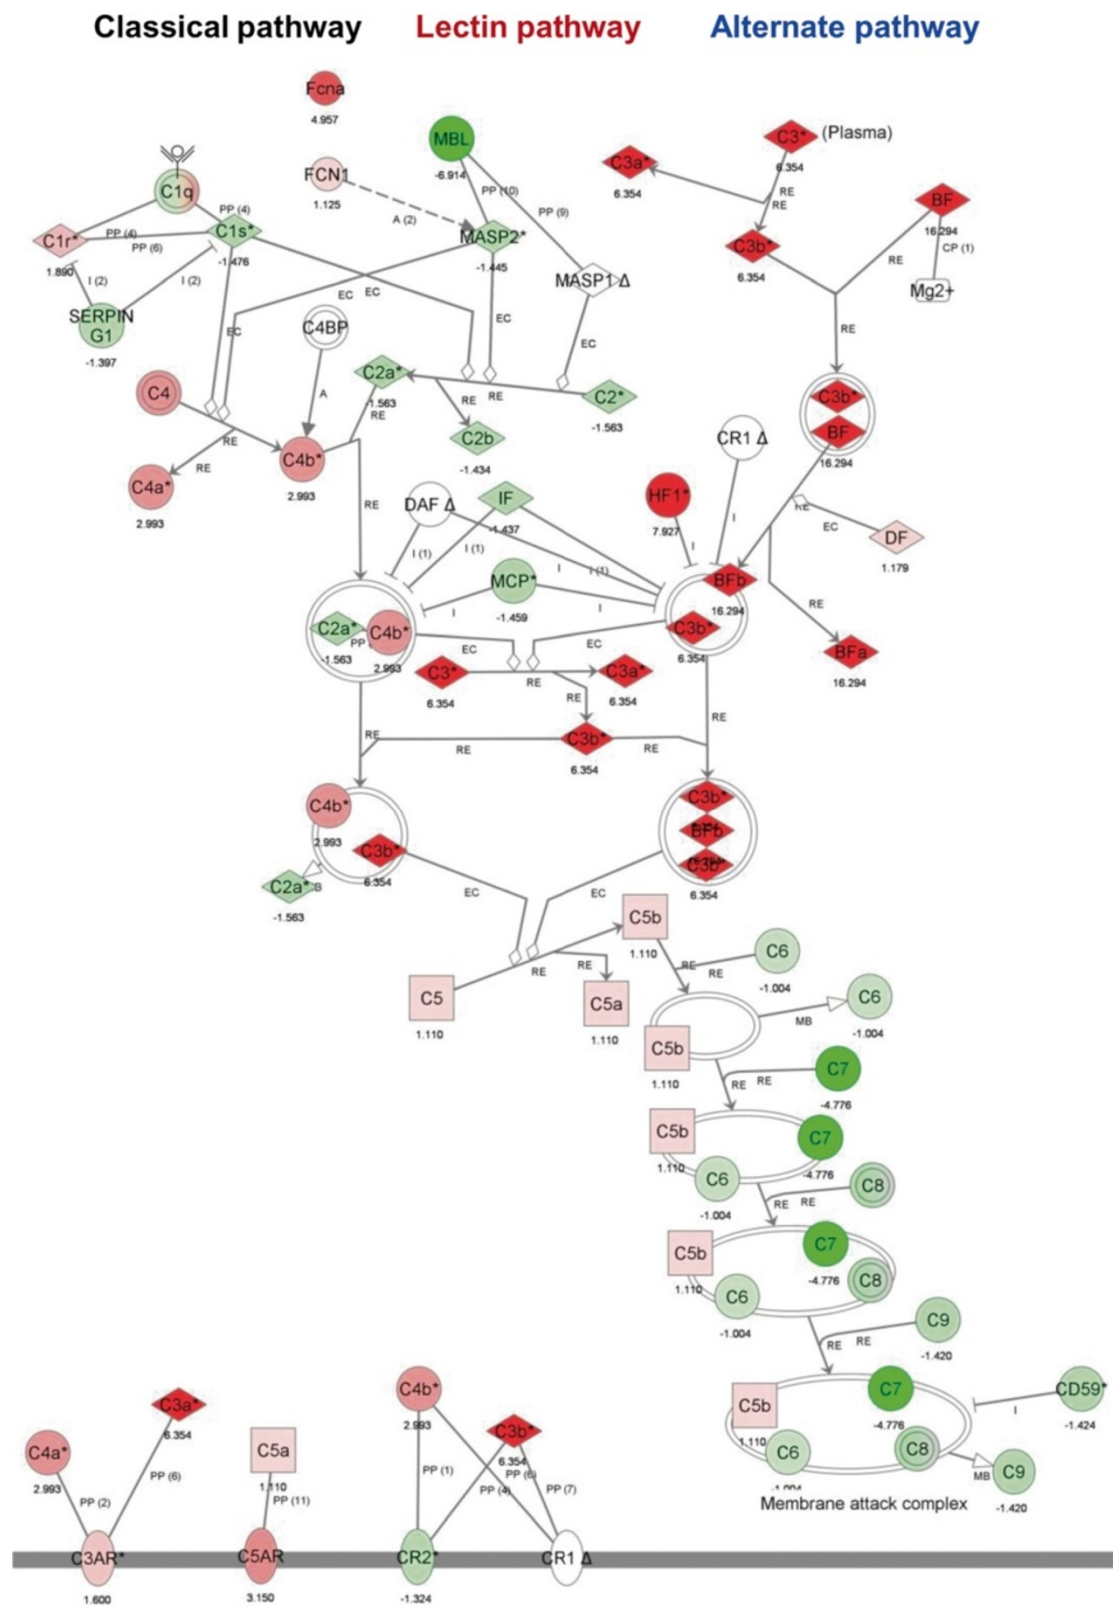 Classical pathway Lectin pathway Alternate pathway
Fcna
4.957
MBL
-6.914
C3*
(Plasma)
6.354
C3a*
6.354
RE
RE
FCN1
1.125
A (2)
PP (10)
PP (9)
C1q
PP (4)
C1r*
1.890
PP (4)
PP (6)
C1s*
-1.476
MASP2*
-1.445
BF
16.294
CP (1)
RE
Mg2+
C3b*
6.354
I (2)
I (2)
SERPIN
G1
-1.397
MASP1 Δ
EC
EC
EC
EC
EC
C4BP
A
RE
C4
C2a*
-1.563
RE
RE
RE
C2*
-1.563
C2b
-1.434
C3b*
BF
16.294
RE
RE
C4b*
2.993
C4a*
2.993
CR1 Δ
I
HF1*
7.927
I
RE
EC
DF
1.179
RE
DAF Δ
IF
-1.437
I (1)
I (1)
I
I (1)
MCP*
-1.459
I
I
BFb
16.294
C3b*
6.354
RE
BFa
16.294
C2a*
-1.563
PP
C4b*
2.993
EC
EC
C3*
6.354
RE
C3a*
6.354
RE
C3b*
6.354
RE
RE
RE
RE
C4b*
2.993
C3b*
6.354
C2a*
B
-1.563
C3b*
BFb
C3b*
6.354
EC
EC
C5
1.110
RE
RE
C5b
1.110
C5a
1.110
C6
-1.004
RE
RE
C6
-1.004
MB
C5b
1.110
C7
-4.776
RE
RE
C5b
1.110
C7
-4.776
C6
-1.004
C8
RE
RE
C5b
1.110
C7
-4.776
C8
C6
-1.004
C9
-1.420
RE
RE
C5b
1.110
C7
-4.776
C6
-1.004
C8
CD59*
-1.424
I
MB
C9
-1.420
Membrane attack complex
C4a*
2.993
C3a*
6.354
PP (2)
PP (6)
C3AR*
1.600
C5a
1.110
PP (11)
C5AR
3.150
C4b*
2.993
C3b*
6.354
PP (1)
PP (4)
PP (6)
PP (7)
CR2*
-1.324
CR1 Δ